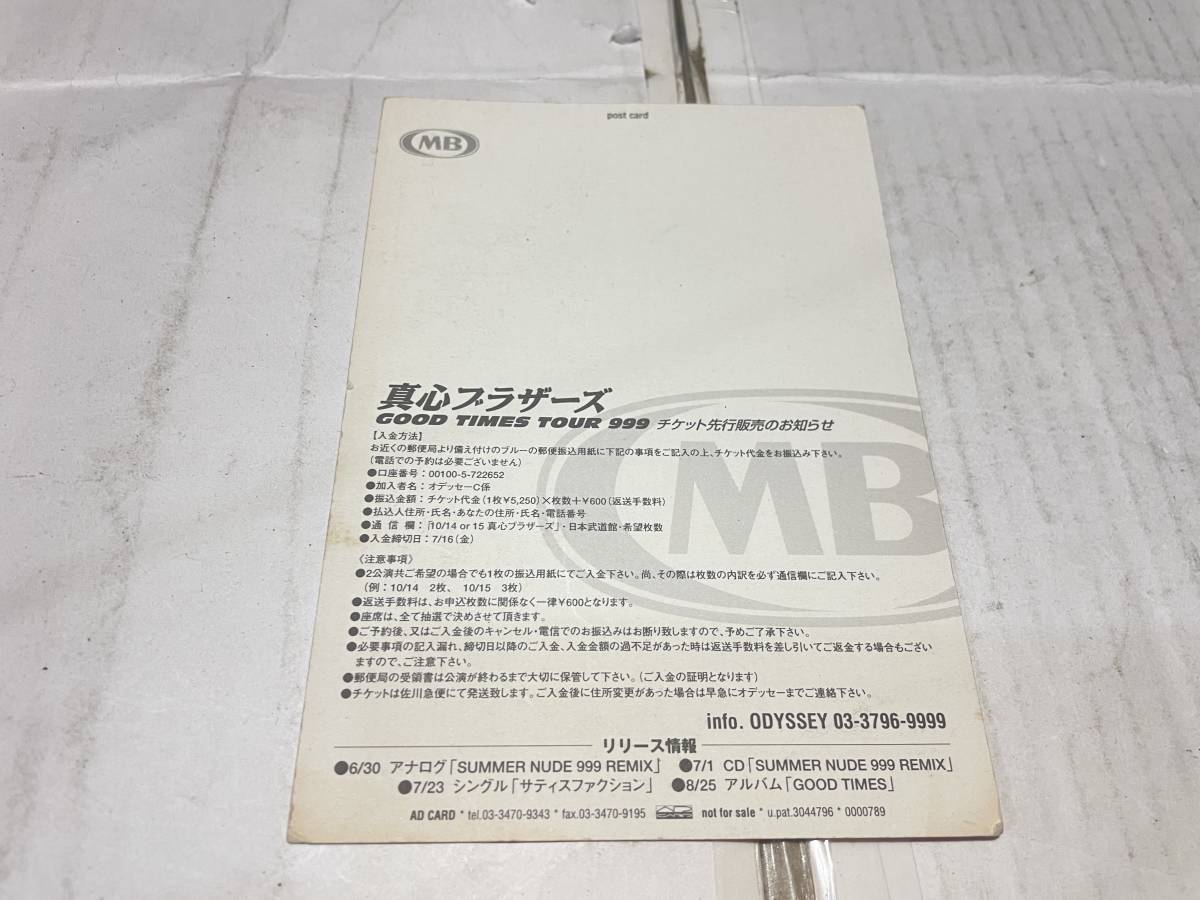 post card
MB
真心ブラザーズ
GOOD TIMES TOUR 999 チケット先行販売のお知らせ
MB
【入金方法】
お近くの郵便局より備え付けのブルーの郵便振込用紙に下記の事項をご記入の上、チケット代金をお振込み下さい。
（電話での予約は必要ございません）
●口座番号：00100-5-722652
●加入者名：オデッセーC係
●振込金額：チケット代金（1枚¥5,250）×枚数＋¥600（返送手数料）
●払込人住所・氏名・あなたの住所・氏名・電話番号
●通 信 欄：「10/14 or 15 真心ブラザーズ」・日本武道館・希望枚数
●入金締切日：7/16（金）
〈注意事項〉
●2公演共ご希望の場合でも1枚の振込用紙にてご入金下さい。尚、その際は枚数の内訳を必ず通信欄にご記入下さい。
（例：10/14 2枚、 10/15 3枚）
●返送手数料は、お申込枚数に関係なく一律¥600となります。
●座席は、全て抽選で決めさせて頂きます。
●ご予約後、又はご入金後のキャンセル・電信でのお振込みはお断り致しますので、予めご了承下さい。
●必要事項の記入漏れ、締切日以降のご入金、入金金額の過不足があった時は返送手数料を差し引いてご返金する場合もござい
ますので、ご注意下さい。
●郵便局の受領書は公演が終わるまで大切に保管して下さい。（ご入金の証明となります）
●チケットは佐川急便にて発送致します。ご入金後に住所変更があった場合は早急にオデッセーまでご連絡下さい。
info. ODYSSEY 03-3796-9999
リリース情報
●6/30 アナログ「SUMMER NUDE 999 REMIX」 ●7/1 CD「SUMMER NUDE 999 REMIX」
●7/23 シングル「サティスファクション」 ●8/25 アルバム「GOOD TIMES」
AD CARD * tel.03-3470-9343 * fax.03-3470-9195 not for sale * u.pat.3044796 * 0000789